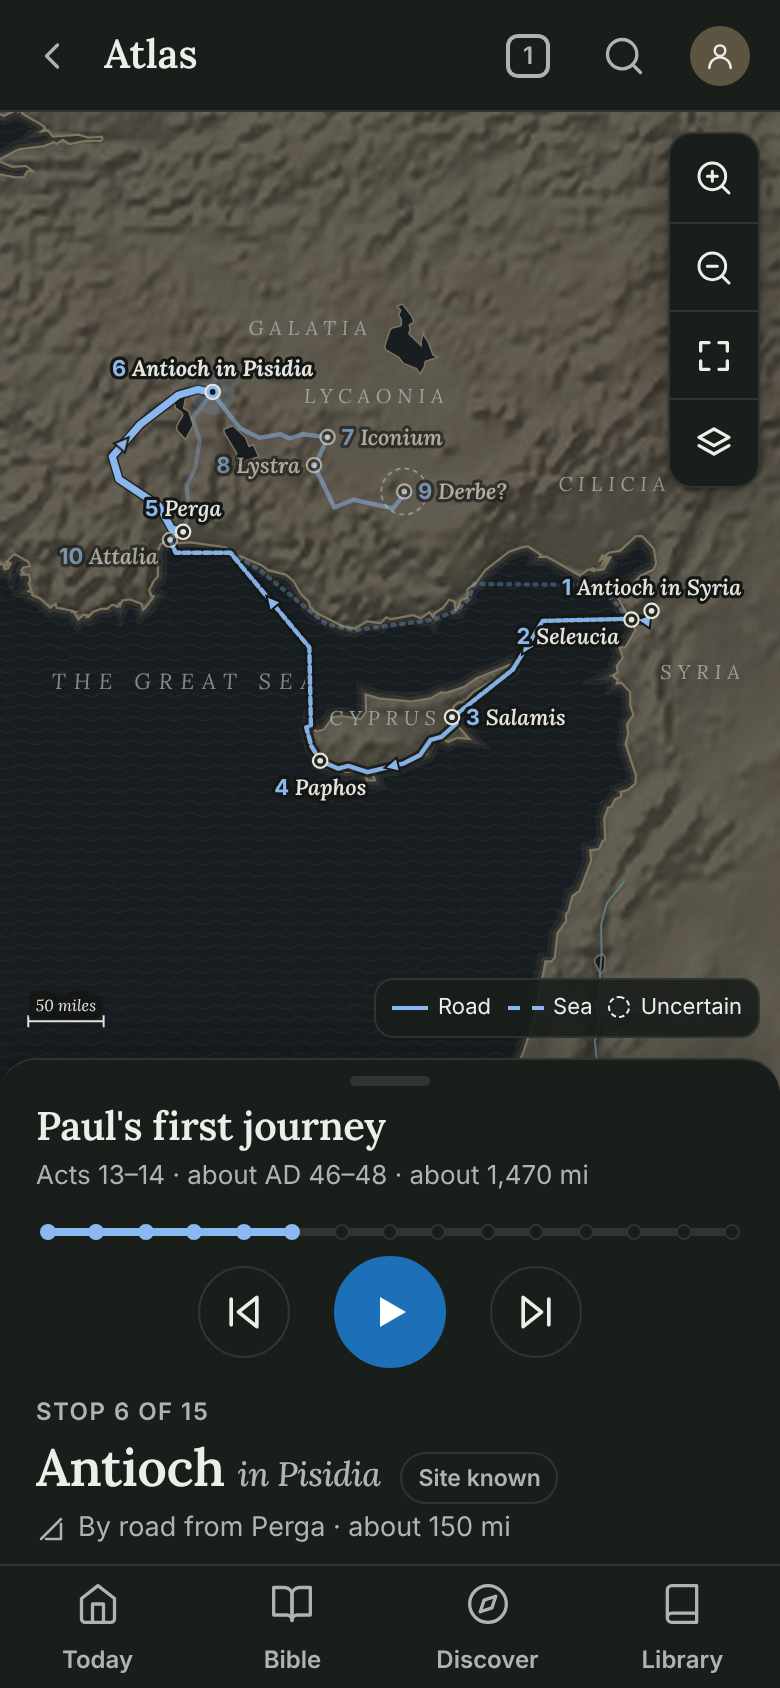 Atlas
1
GALATIA
6 Antioch in Pisidia
LYCAONIA
7 Iconium
8 Lystra
9 Derbe?
CILICIA
5 Perga
10 Attalia
1 Antioch in Syria
2 Seleucia
SYRIA
THE GREAT SEA
CYPRUS
3 Salamis
4 Paphos
50 miles
Road Sea Uncertain
Paul's first journey
Acts 13–14 · about AD 46–48 · about 1,470 mi
STOP 6 OF 15
Antioch in Pisidia Site known
By road from Perga · about 150 mi
Today Bible Discover Library